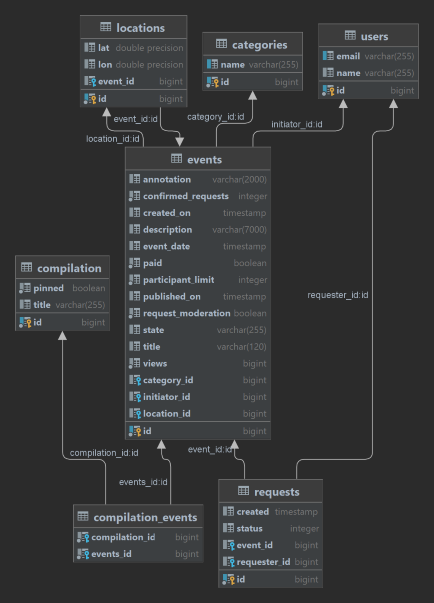 locations
lat double precision
lon double precision
event_id bigint
id bigint
categories
name varchar(255)
id bigint
users
email varchar(255)
name varchar(255)
id bigint
event_id:id
category_id:id
initiator_id:id
location_id:id
events
annotation varchar(2000)
confirmed_requests integer
created_on timestamp
description varchar(7000)
event_date timestamp
paid boolean
participant_limit integer
published_on timestamp
request_moderation boolean
state varchar(255)
title varchar(120)
views bigint
category_id bigint
initiator_id bigint
location_id bigint
id bigint
compilation
pinned boolean
title varchar(255)
id bigint
requester_id:id
compilation_id:id
event_id:id
events_id:id
compilation_events
compilation_id bigint
events_id bigint
requests
created timestamp
status integer
event_id bigint
requester_id bigint
id bigint